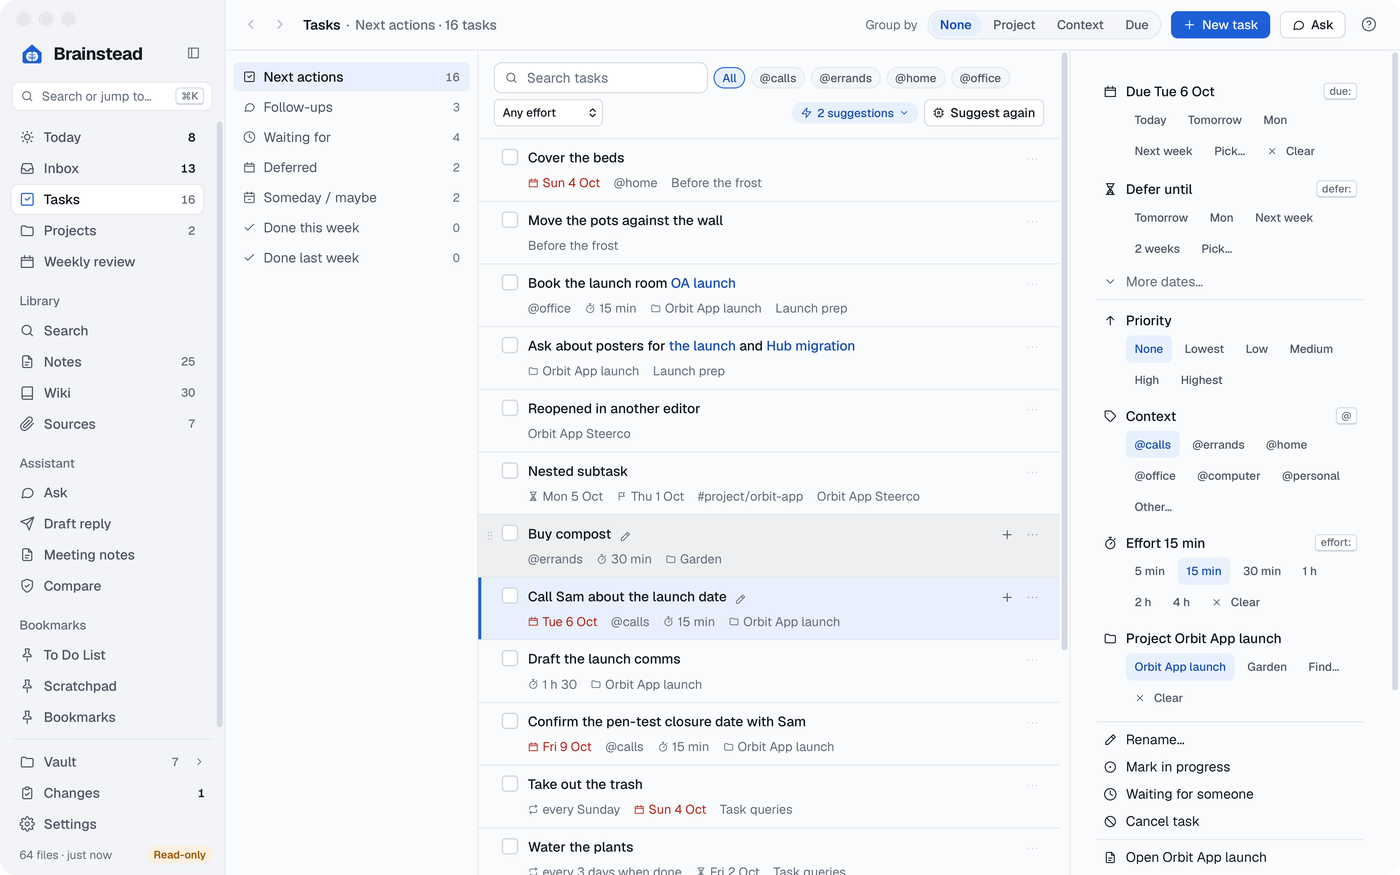 Brainstead
Search or jump to... ⌘K
Today 8
Inbox 13
Tasks 16
Projects 2
Weekly review
Library
Search
Notes 25
Wiki 30
Sources 7
Assistant
Ask
Draft reply
Meeting notes
Compare
Bookmarks
To Do List
Scratchpad
Bookmarks
Vault 7
Changes 1
Settings
64 files · just now Read-only
Tasks · Next actions · 16 tasks
Group by None Project Context Due
+ New task
Ask
Next actions 16
Follow-ups 3
Waiting for 4
Deferred 2
Someday / maybe 2
Done this week 0
Done last week 0
Search tasks
All @calls @errands @home @office
Any effort
2 suggestions
Suggest again
Cover the beds
Sun 4 Oct @home Before the frost
Move the pots against the wall
Before the frost
Book the launch room OA launch
@office 15 min Orbit App launch Launch prep
Ask about posters for the launch and Hub migration
Orbit App launch Launch prep
Reopened in another editor
Orbit App Steerco
Nested subtask
Mon 5 Oct Thu 1 Oct #project/orbit-app Orbit App Steerco
Buy compost
@errands 30 min Garden
Call Sam about the launch date
Tue 6 Oct @calls 15 min Orbit App launch
Draft the launch comms
1 h 30 Orbit App launch
Confirm the pen-test closure date with Sam
Fri 9 Oct @calls 15 min Orbit App launch
Take out the trash
every Sunday Sun 4 Oct Task queries
Water the plants
every 3 days when done Fri 2 Oct Task queries
Due Tue 6 Oct due:
Today Tomorrow Mon
Next week Pick... × Clear
Defer until defer:
Tomorrow Mon Next week
2 weeks Pick...
More dates...
Priority
None Lowest Low Medium
High Highest
Context @
@calls @errands @home
@office @computer @personal
Other...
Effort 15 min effort:
5 min 15 min 30 min 1 h
2 h 4 h × Clear
Project Orbit App launch
Orbit App launch Garden Find...
× Clear
Rename...
Mark in progress
Waiting for someone
Cancel task
Open Orbit App launch